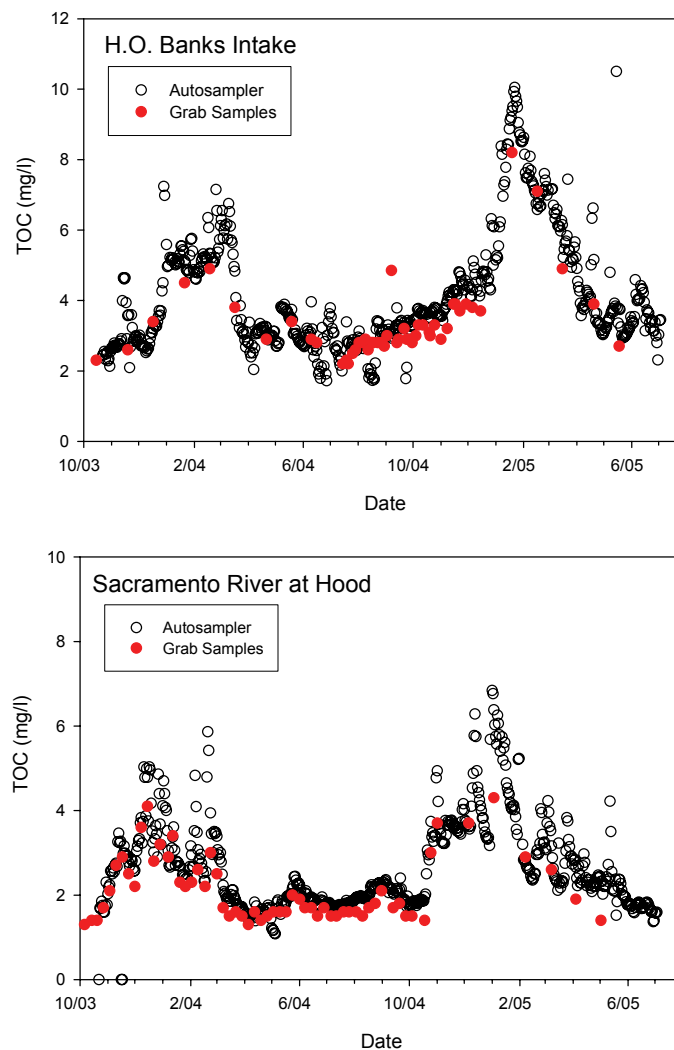 H.O. Banks Intake
Autosampler
Grab Samples
TOC (mg/l)
12
10
8
6
4
2
0
10/03 2/04 6/04 10/04 2/05 6/05
Date
Sacramento River at Hood
Autosampler
Grab Samples
TOC (mg/l)
10
8
6
4
2
0
10/03 2/04 6/04 10/04 2/05 6/05
Date